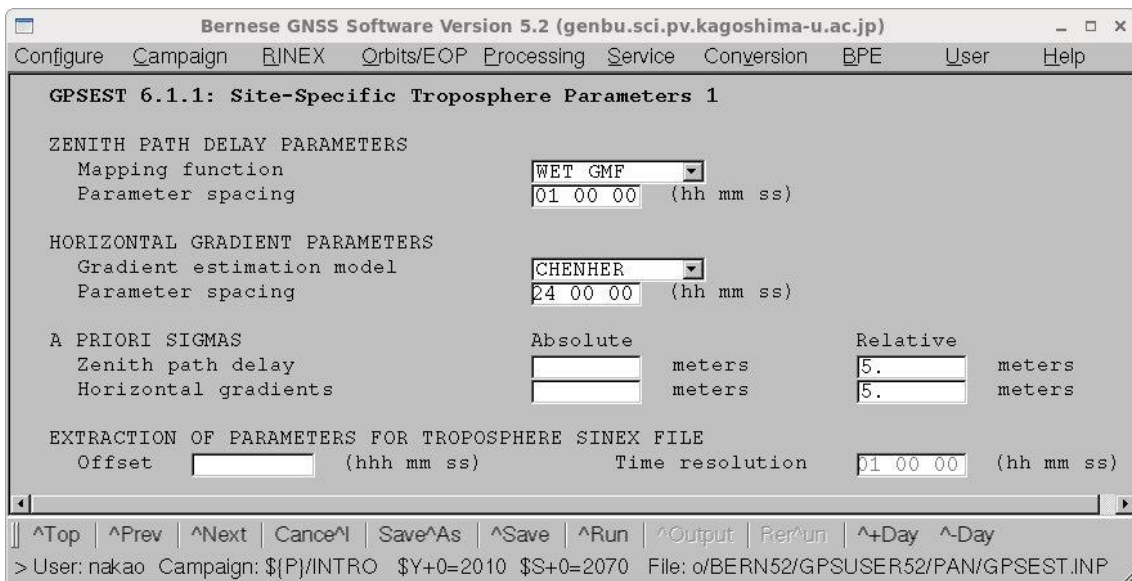 Bernese GNSS Software Version 5.2 (genbu.sci.pv.kagoshima-u.ac.jp)
Configure Campaign RINEX Orbits/EOP Processing Service Conversion BPE User Help
GPSEST 6.1.1: Site-Specific Troposphere Parameters 1
ZENITH PATH DELAY PARAMETERS
Mapping function WET GMF
Parameter spacing 01 00 00 (hh mm ss)
HORIZONTAL GRADIENT PARAMETERS
Gradient estimation model CHENHER
Parameter spacing 24 00 00 (hh mm ss)
A PRIORI SIGMAS Absolute Relative
Zenith path delay meters 5. meters
Horizontal gradients meters 5. meters
EXTRACTION OF PARAMETERS FOR TROPOSPHERE SINEX FILE
Offset (hhh mm ss) Time resolution 01 00 00 (hh mm ss)
^Top ^Prev ^Next Cance^l Save^As ^Save ^Run ^Output Rer^un ^+Day ^-Day
> User: nakao Campaign: ${P}/INTRO $Y+0=2010 $S+0=2070 File: o/BERN52/GPSUSER52/PAN/GPSEST.INP